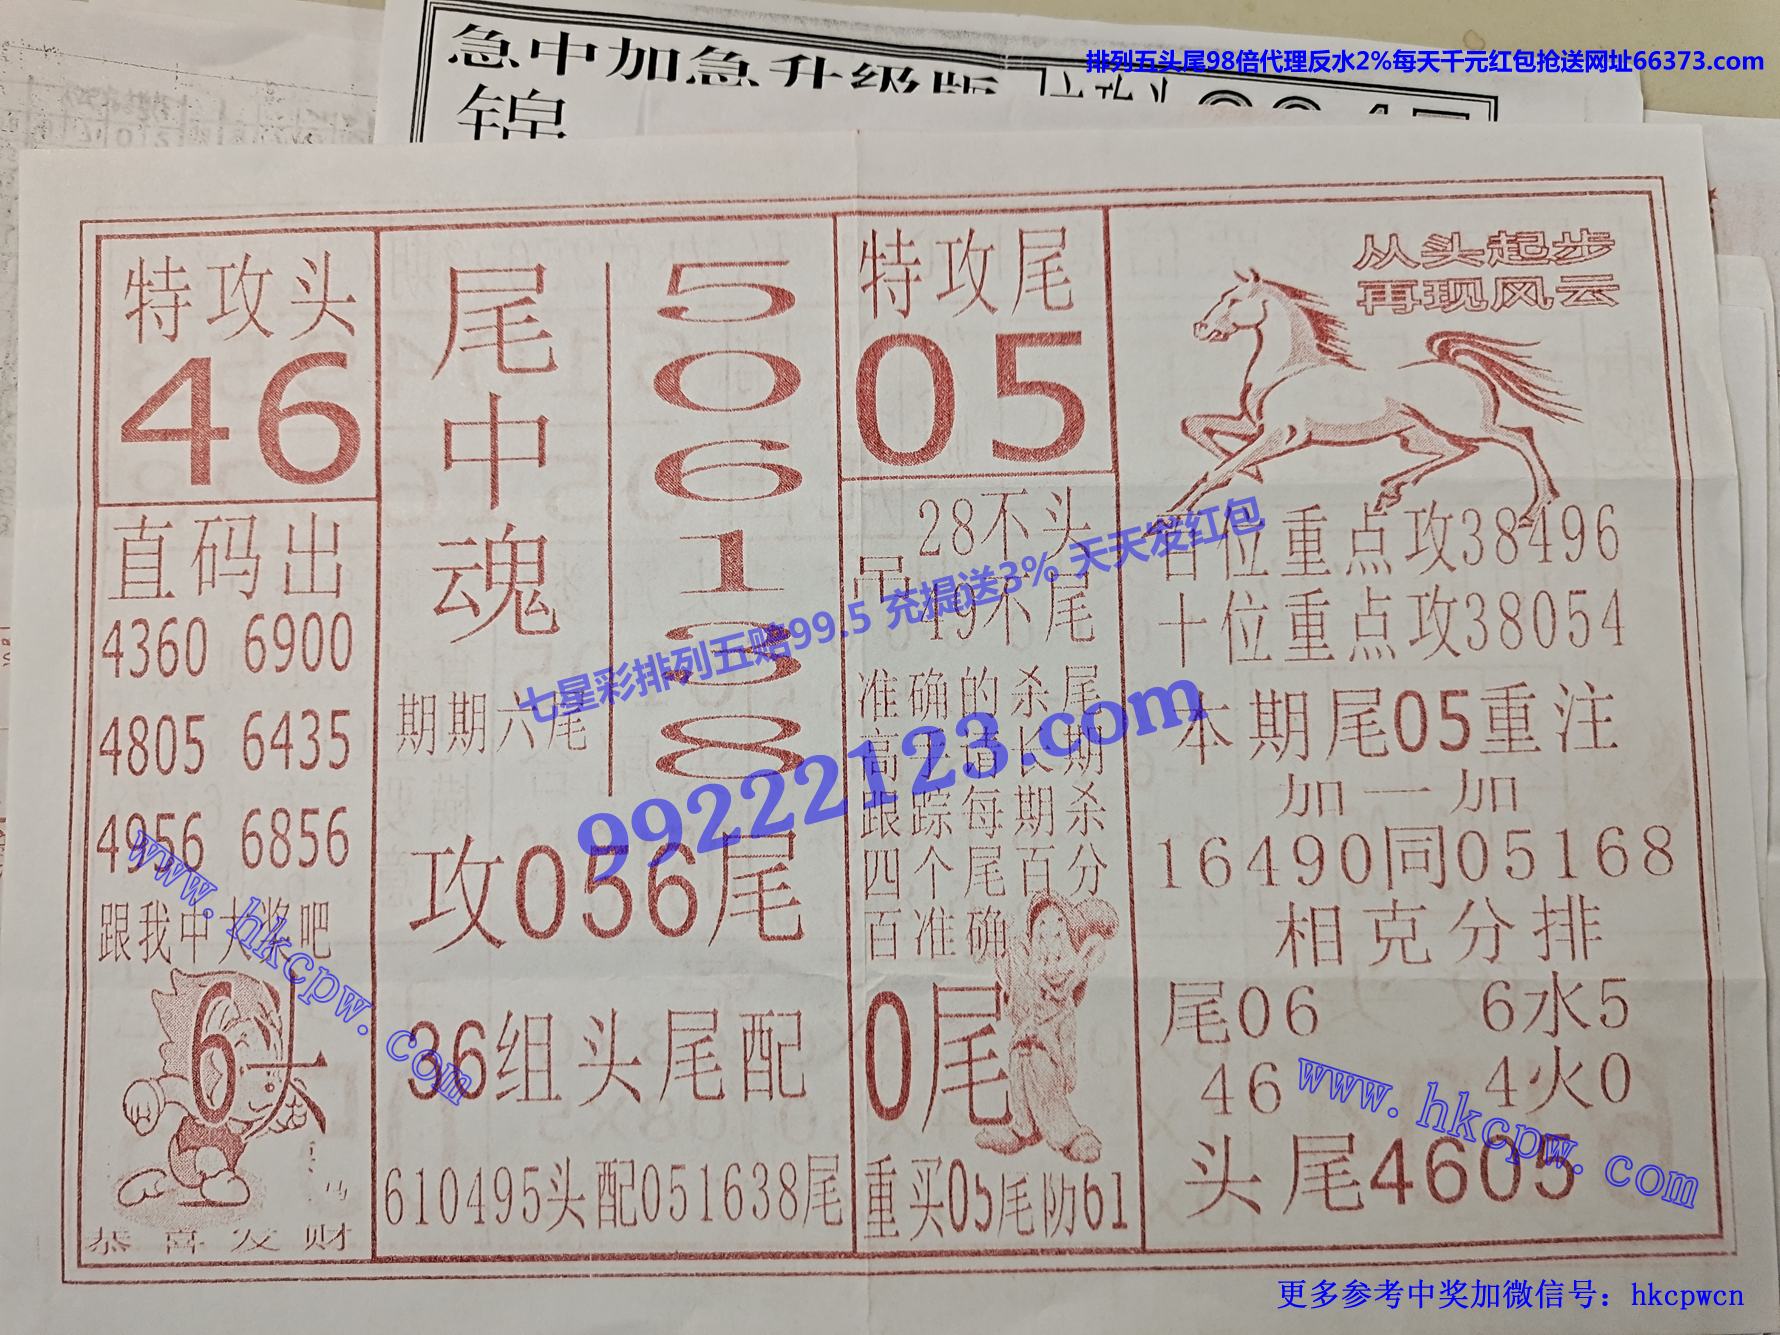 急中加急升级版
锦
排列五头尾98倍代理反水2%每天千元红包抢送网址66373.com
特攻头
46
直码出
4360 6900
4805 6435
4956 6856
跟我中大奖吧
6头
恭喜发财
尾中魂
期期六尾
5
0
6
1
3
8
攻056尾
36组头尾配
610495头配051638尾
特攻尾
05
28不头
吊
49不尾
准确的杀尾
高手请长期
跟踪每期杀
四个尾百分
百准确
0尾
重买05尾防61
从头起步
再现风云
百位重点攻38496
十位重点攻38054
本期尾05重注
加一加
16490同05168
相克分排
尾06 6水5
46 4火0
头尾4605
七星彩排列五赔99.5 充提送3% 天天发红包
99222123.com
www.hkcpw.com
www.hkcpw.com
更多参考中奖加微信号：hkcpwcn